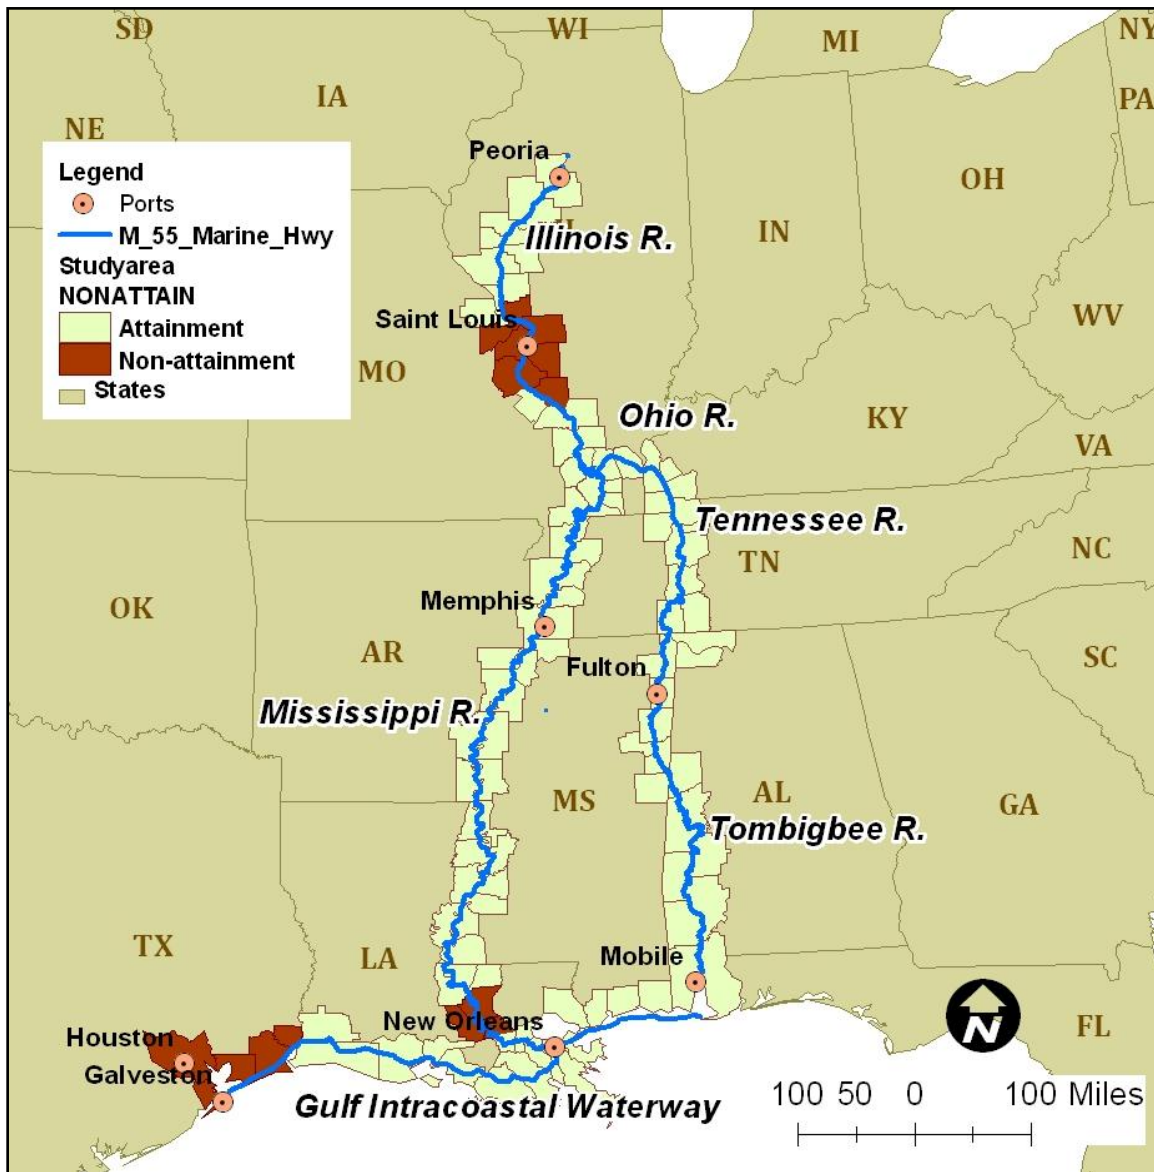 SD
WI
MI
NY
IA
PA
NE
Peoria
OH
Legend
Ports
M_55_Marine_Hwy
Studyarea
NONATTAIN
Attainment
Non-attainment
States
IN
Illinois R.
WV
Saint Louis
MO
Ohio R.
KY
VA
Tennessee R.
NC
TN
OK
Memphis
AR
SC
Fulton
Mississippi R.
MS
AL
GA
Tombigbee R.
TX
LA
Mobile
New Orleans
N
FL
Houston
Galveston
Gulf Intracoastal Waterway
100 50 0 100 Miles